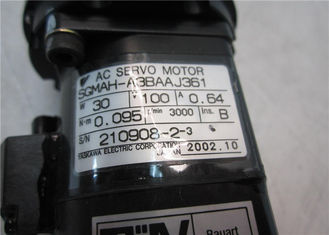 AC SERVO MOTOR
SGMAH-A3BAAJ361
W 30 V 100 A 0.64
N·m 0.095 r/min 3000 Ins. B
S/N 210908-2-3
YASKAWA ELECTRIC CORPORATION JAPAN 2002.10
Bauart